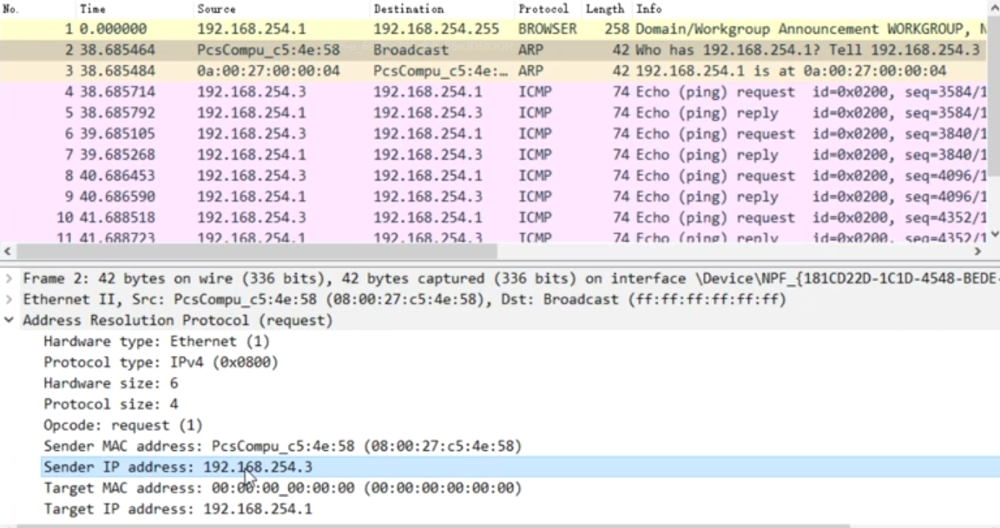 No. Time Source Destination Protocol Length Info
1 0.000000 192.168.254.1 192.168.254.255 BROWSER 258 Domain/Workgroup Announcement WORKGROUP, N
2 38.685464 PcsCompu_c5:4e:58 Broadcast ARP 42 Who has 192.168.254.1? Tell 192.168.254.3
3 38.685484 0a:00:27:00:00:04 PcsCompu_c5:4e:… ARP 42 192.168.254.1 is at 0a:00:27:00:00:04
4 38.685714 192.168.254.3 192.168.254.1 ICMP 74 Echo (ping) request id=0x0200, seq=3584/1
5 38.685792 192.168.254.1 192.168.254.3 ICMP 74 Echo (ping) reply id=0x0200, seq=3584/1
6 39.685105 192.168.254.3 192.168.254.1 ICMP 74 Echo (ping) request id=0x0200, seq=3840/1
7 39.685268 192.168.254.1 192.168.254.3 ICMP 74 Echo (ping) reply id=0x0200, seq=3840/1
8 40.686453 192.168.254.3 192.168.254.1 ICMP 74 Echo (ping) request id=0x0200, seq=4096/1
9 40.686590 192.168.254.1 192.168.254.3 ICMP 74 Echo (ping) reply id=0x0200, seq=4096/1
10 41.688518 192.168.254.3 192.168.254.1 ICMP 74 Echo (ping) request id=0x0200, seq=4352/1
11 41.688723 192.168.254.1 192.168.254.3 ICMP 74 Echo (ping) reply id=0x0200, seq=4352/1
Frame 2: 42 bytes on wire (336 bits), 42 bytes captured (336 bits) on interface \Device\NPF_{181CD22D-1C1D-4548-BEDE-
Ethernet II, Src: PcsCompu_c5:4e:58 (08:00:27:c5:4e:58), Dst: Broadcast (ff:ff:ff:ff:ff:ff)
Address Resolution Protocol (request)
Hardware type: Ethernet (1)
Protocol type: IPv4 (0x0800)
Hardware size: 6
Protocol size: 4
Opcode: request (1)
Sender MAC address: PcsCompu_c5:4e:58 (08:00:27:c5:4e:58)
Sender IP address: 192.168.254.3
Target MAC address: 00:00:00_00:00:00 (00:00:00:00:00:00)
Target IP address: 192.168.254.1